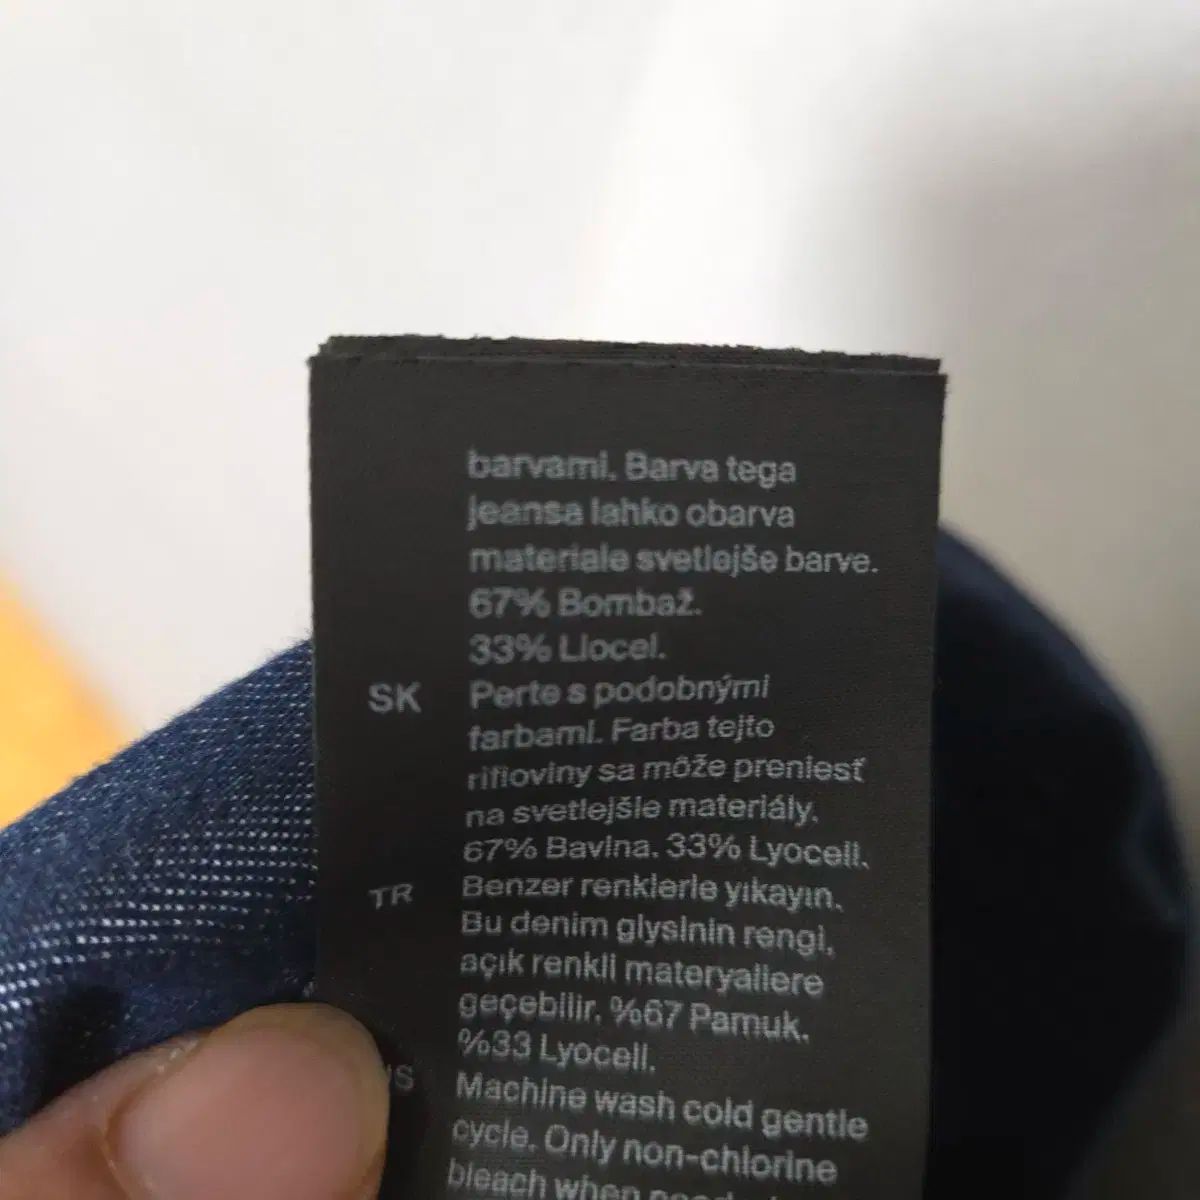 barvami. Barva tega
jeansa lahko obarva
materiale svetlejše barve.
67% Bombaž.
33% Liocel.
SK Perte s podobnými
farbami. Farba tejto
rifloviny sa môže preniesť
na svetlejšie materiály.
67% Bavlna. 33% Lyocell.
TR Benzer renklerle yıkayın.
Bu denim giysinin rengi,
açık renkli materyallere
geçebilir. %67 Pamuk.
%33 Lyocell.
Machine wash cold gentle
cycle. Only non-chlorine
bleach when